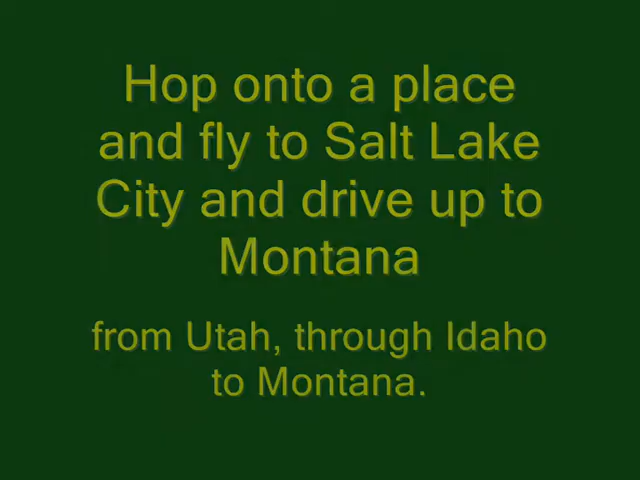 Hop onto a place
and fly to Salt Lake
City and drive up to
Montana
from Utah, through Idaho
to Montana.